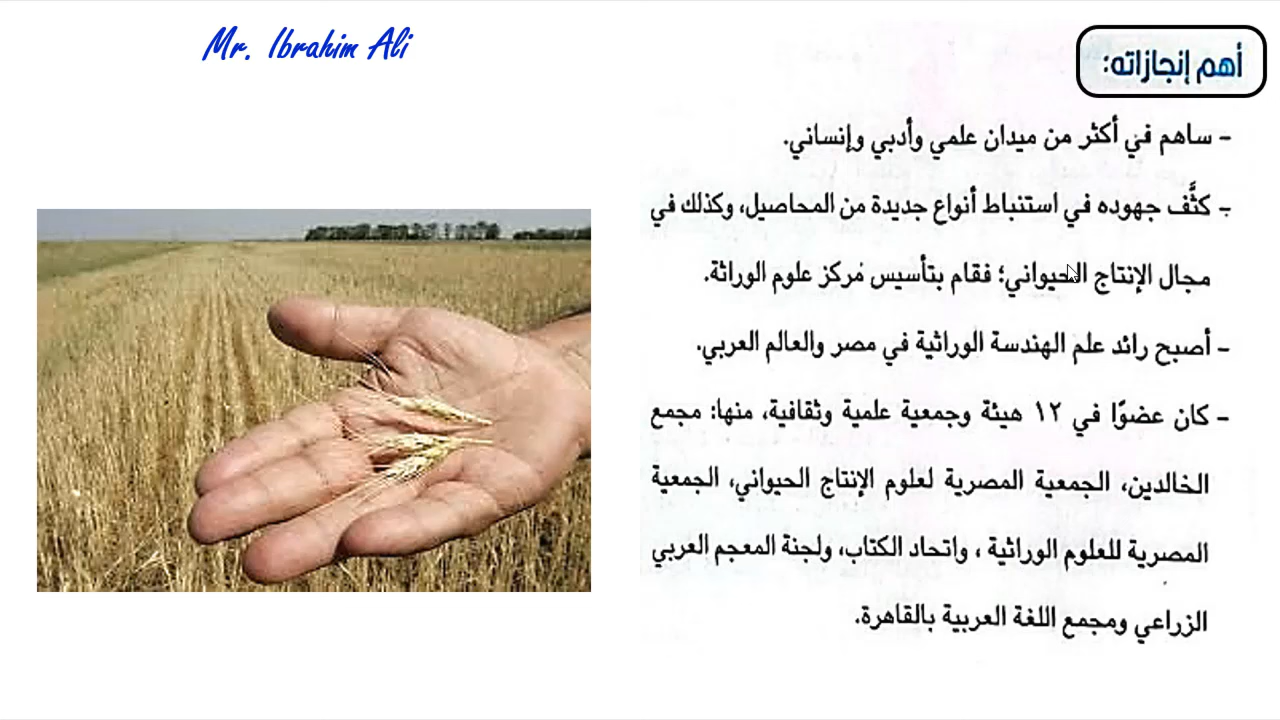 Mr. Ibrahim Ali
أهم إنجازاته:
- ساهم في أكثر من ميدان علمي وأدبي وإنساني.
- كثَّف جهوده في استنباط أنواع جديدة من المحاصيل، وكذلك في
مجال الإنتاج الحيواني؛ فقام بتأسيس مركز علوم الوراثة.
- أصبح رائد علم الهندسة الوراثية في مصر والعالم العربي.
- كان عضوًا في ١٢ هيئة وجمعية علمية وثقافية، منها: مجمع
الخالدين، الجمعية المصرية لعلوم الإنتاج الحيواني، الجمعية
المصرية للعلوم الوراثية ، واتحاد الكتاب، ولجنة المعجم العربي
الزراعي ومجمع اللغة العربية بالقاهرة.